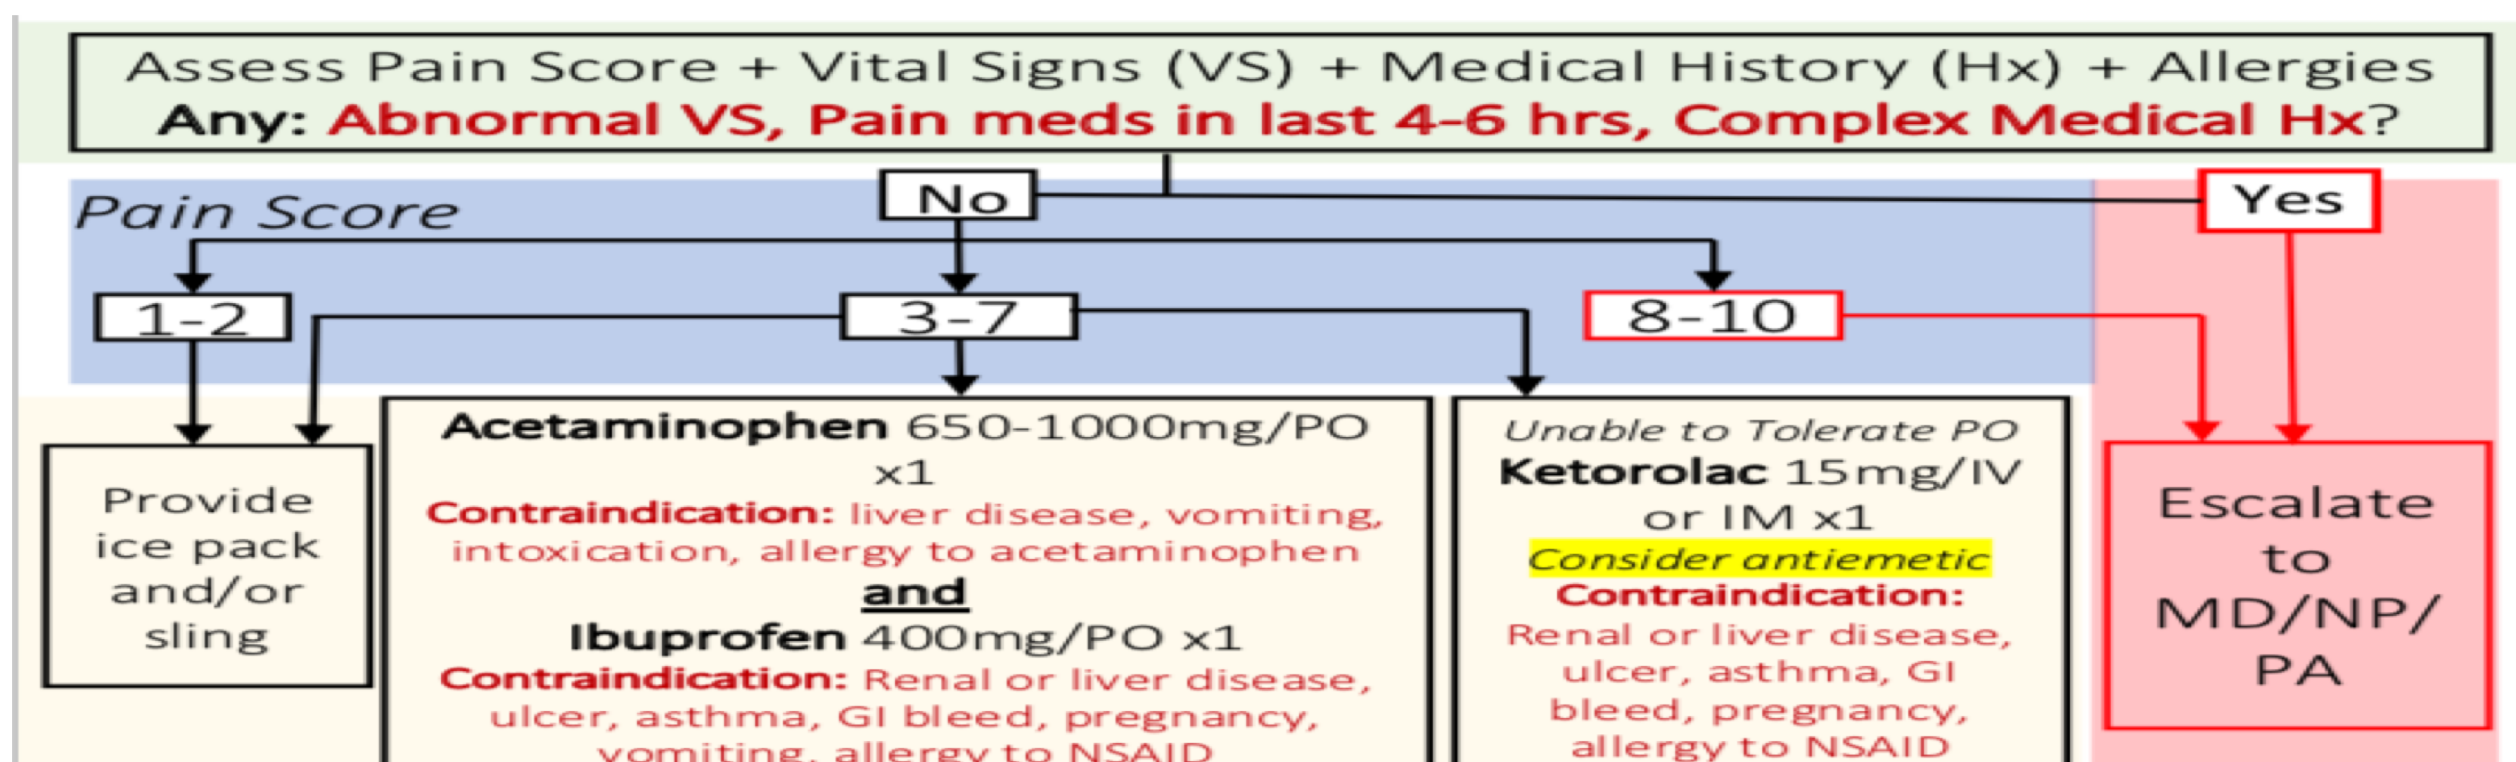 Assess Pain Score + Vital Signs (VS) + Medical History (Hx) + Allergies
Any: Abnormal VS, Pain meds in last 4-6 hrs, Complex Medical Hx?
Pain Score
No
Yes
1-2
3-7
8-10
Provide
ice pack
and/or
sling
Acetaminophen 650-1000mg/PO
x1
Contraindication: liver disease, vomiting,
intoxication, allergy to acetaminophen
and
Ibuprofen 400mg/PO x1
Contraindication: Renal or liver disease,
ulcer, asthma, GI bleed, pregnancy,
vomiting, allergy to NSAID
Unable to Tolerate PO
Ketorolac 15mg/IV
or IM x1
Consider antiemetic
Contraindication:
Renal or liver disease,
ulcer, asthma, GI
bleed, pregnancy,
allergy to NSAID
Escalate
to
MD/NP/
PA